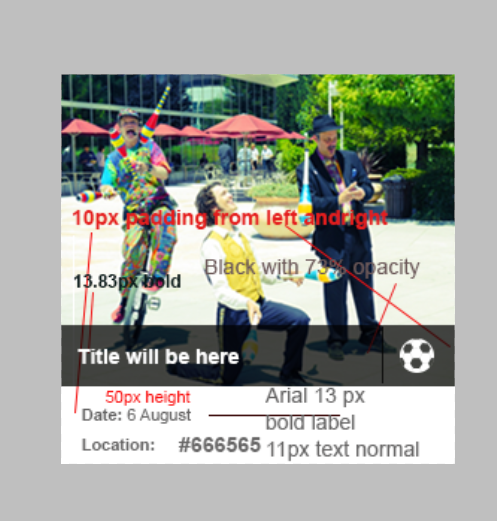 10px padding from left andright
Black with 73% opacity
13.83px bold
Title will be here
50px height
Arial 13 px
Date: 6 August
bold label
Location:
#666565
11px text normal